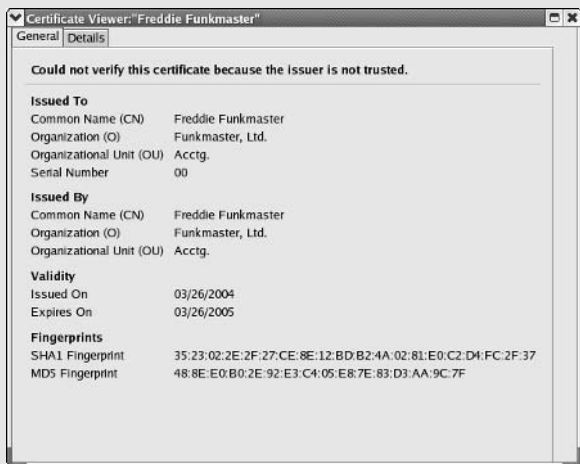 Certificate Viewer:"Freddie Funkmaster"
General Details
Could not verify this certificate because the issuer is not trusted.
Issued To
Common Name (CN) Freddie Funkmaster
Organization (O) Funkmaster, Ltd.
Organizational Unit (OU) Acctg.
Serial Number 00
Issued By
Common Name (CN) Freddie Funkmaster
Organization (O) Funkmaster, Ltd.
Organizational Unit (OU) Acctg.
Validity
Issued On 03/26/2004
Expires On 03/26/2005
Fingerprints
SHA1 Fingerprint 35:23:02:2E:2F:27:CE:8E:12:BD:B2:4A:02:81:E0:C2:D4:FC:2F:37
MD5 Fingerprint 48:8E:E0:B0:2E:92:E3:C4:05:E8:7E:83:D3:AA:9C:7F